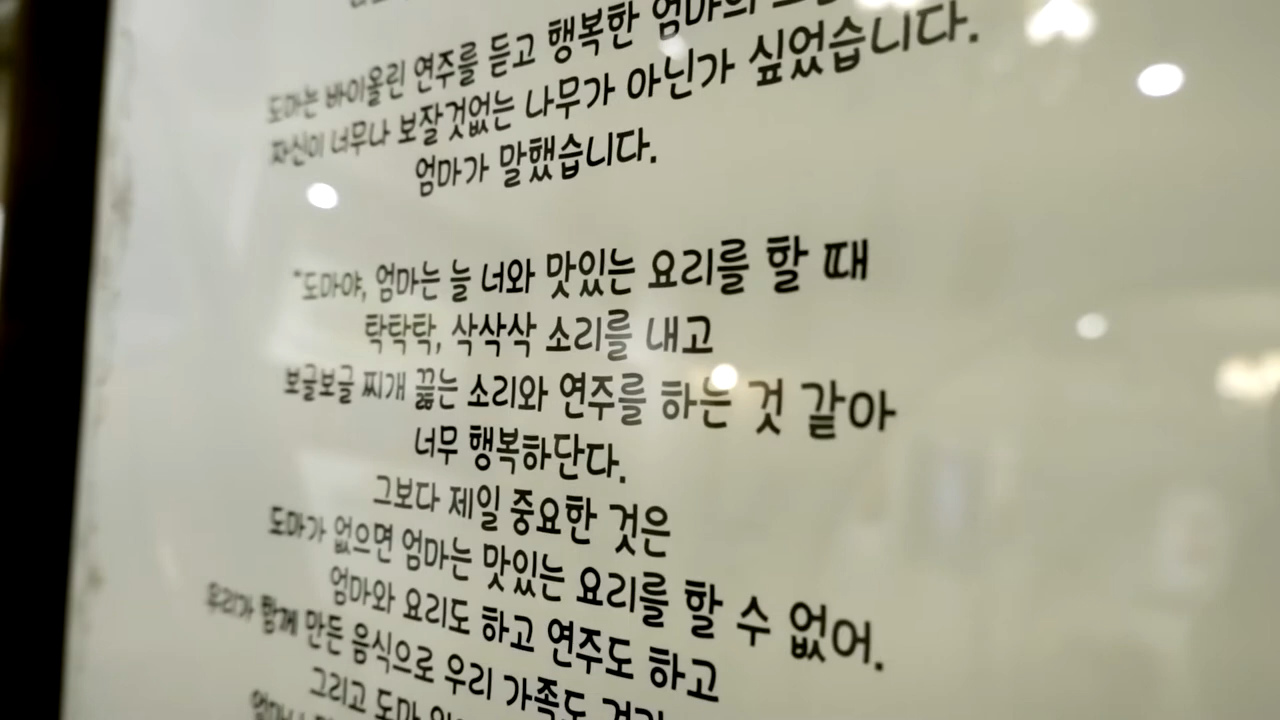 도마는 바이올린 연주를 듣고 행복한 엄마의
자신이 너무나 보잘것없는 나무가 아닌가 싶었습니다.
엄마가 말했습니다.
"도마야, 엄마는 늘 너와 맛있는 요리를 할 때
탁탁탁, 삭삭삭 소리를 내고
보글보글 찌개 끓는 소리와 연주를 하는 것 같아
너무 행복하단다.
그보다 제일 중요한 것은
도마가 없으면 엄마는 맛있는 요리를 할 수 없어.
엄마와 요리도 하고 연주도 하고
우리가 함께 만든 음식으로 우리 가족도
그리고 도마